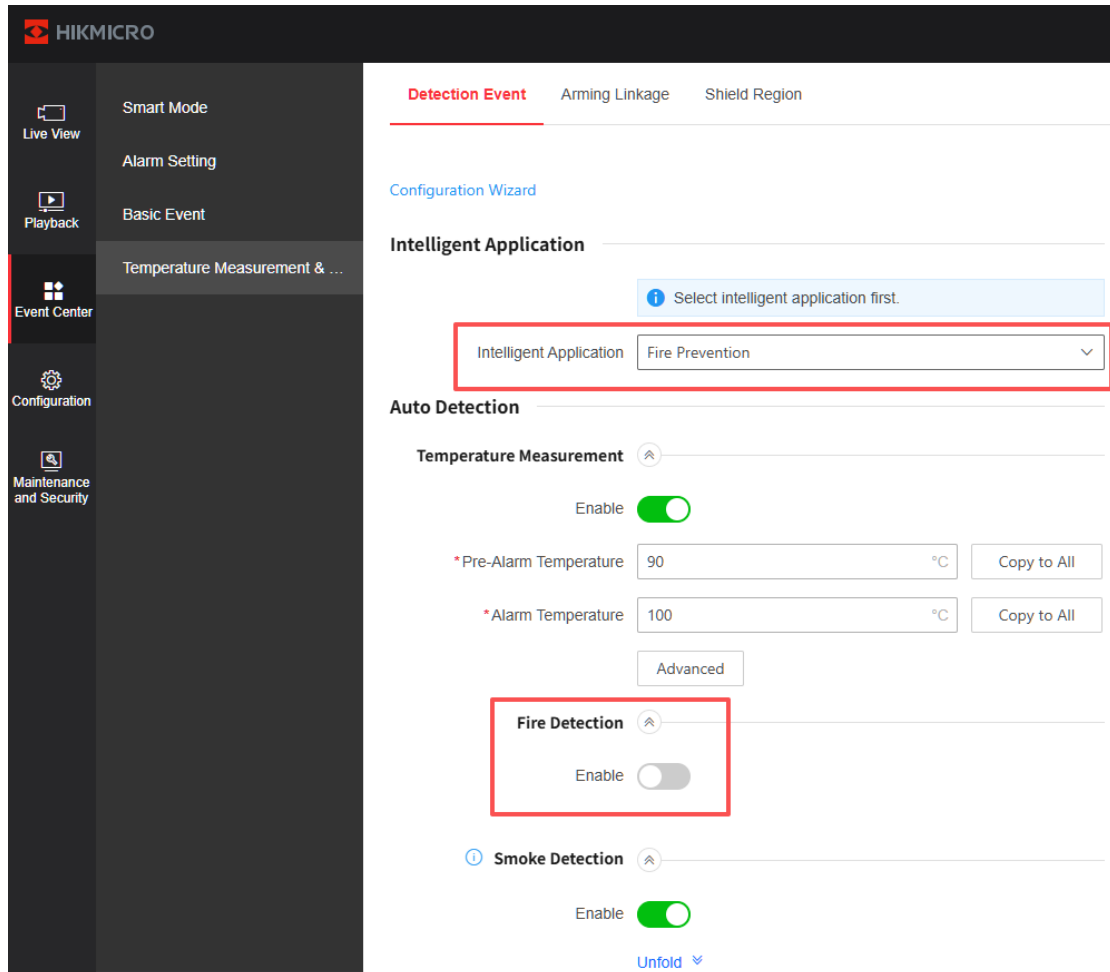 HIKMICRO
Live View
Playback
Event Center
Configuration
Maintenance
and Security
Smart Mode
Alarm Setting
Basic Event
Temperature Measurement & ...
Detection Event Arming Linkage Shield Region
Configuration Wizard
Intelligent Application
Select intelligent application first.
Intelligent Application Fire Prevention
Auto Detection
Temperature Measurement
Enable
*Pre-Alarm Temperature 90 °C Copy to All
*Alarm Temperature 100 °C Copy to All
Advanced
Fire Detection
Enable
Smoke Detection
Enable
Unfold